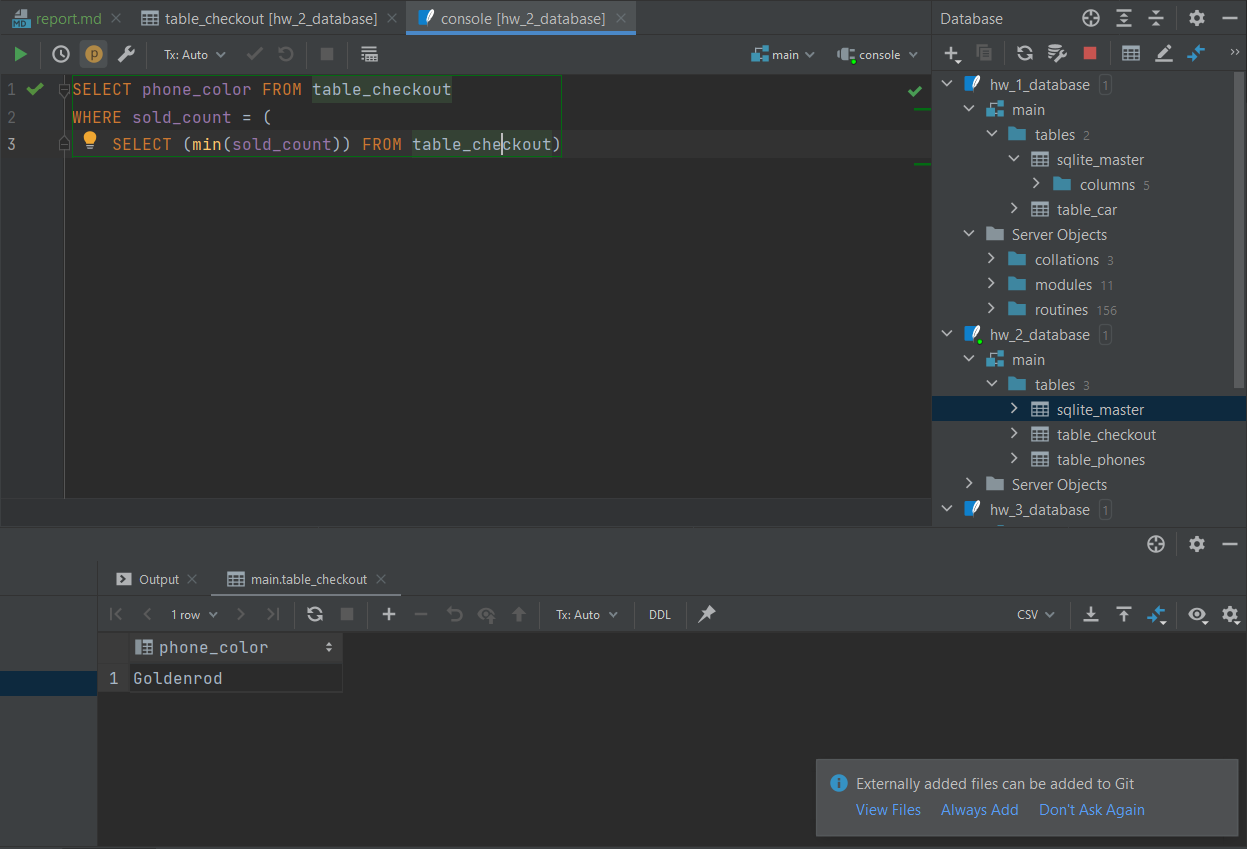 report.md
table_checkout [hw_2_database]
console [hw_2_database]
Database
Tx: Auto
main
console
1 SELECT phone_color FROM table_checkout
2 WHERE sold_count = (
3 SELECT (min(sold_count)) FROM table_checkout)
hw_1_database 1
main
tables 2
sqlite_master
columns 5
table_car
Server Objects
collations 3
modules 11
routines 156
hw_2_database 1
main
tables 3
sqlite_master
table_checkout
table_phones
Server Objects
hw_3_database 1
Output
main.table_checkout
1 row
Tx: Auto
DDL
CSV
phone_color
1 Goldenrod
Externally added files can be added to Git
View Files Always Add Don't Ask Again